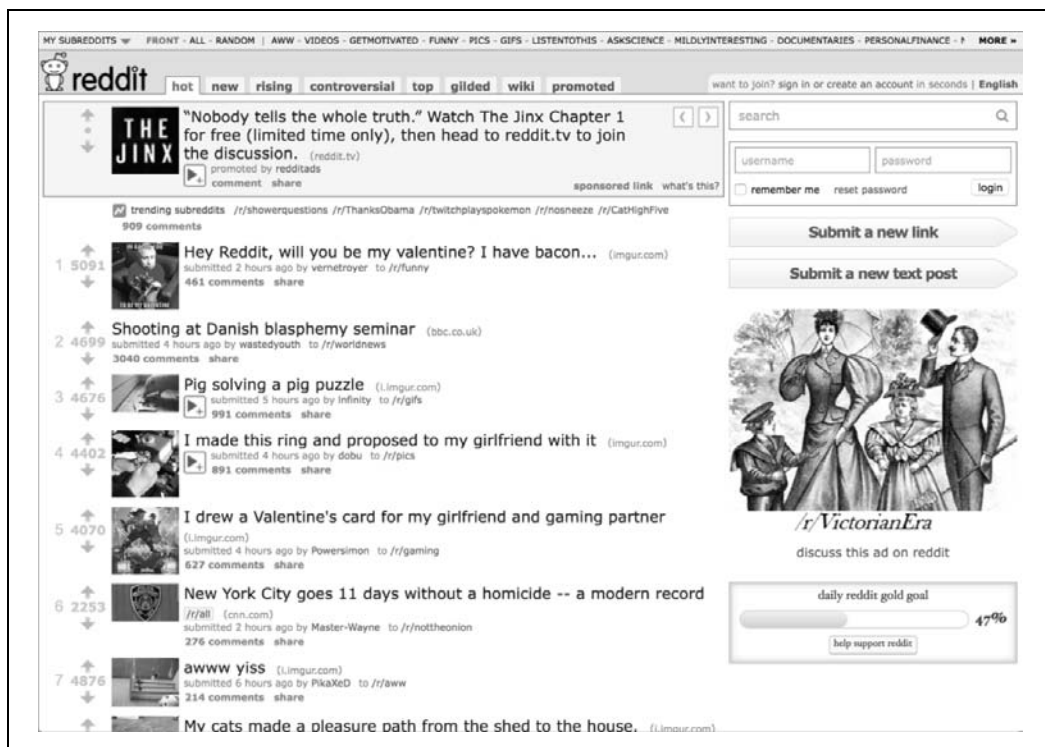 MY SUBREDDITS FRONT - ALL - RANDOM | AWW - VIDEOS - GETMOTIVATED - FUNNY - PICS - GIFS - LISTENTOTHIS - ASKSCIENCE - MILDLYINTERESTING - DOCUMENTARIES - PERSONALFINANCE - MORE »
reddit hot new rising controversial top gilded wiki promoted want to join? sign in or create an account in seconds | English
"Nobody tells the whole truth." Watch The Jinx Chapter 1
for free (limited time only), then head to reddit.tv to join
the discussion. (reddit.tv)
THE
JINX
promoted by redditads
comment share
sponsored link what's this?
search
username password
remember me reset password login
trending subreddits /r/showerquestions /r/ThanksObama /r/twitchplayspokemon /r/nosneeze /r/CatHighFive
909 comments
Submit a new link
Submit a new text post
1 5091
Hey Reddit, will you be my valentine? I have bacon... (imgur.com)
submitted 2 hours ago by vernetroyer to /r/funny
461 comments share
2 4699
Shooting at Danish blasphemy seminar (bbc.co.uk)
submitted 4 hours ago by wastedyouth to /r/worldnews
3040 comments share
3 4676
Pig solving a pig puzzle (i.imgur.com)
submitted 5 hours ago by lnfinity to /r/gifs
991 comments share
4 4402
I made this ring and proposed to my girlfriend with it (imgur.com)
submitted 4 hours ago by dobu to /r/pics
891 comments share
5 4070
I drew a Valentine's card for my girlfriend and gaming partner
(i.imgur.com)
submitted 4 hours ago by Powersimon to /r/gaming
627 comments share
6 2253
New York City goes 11 days without a homicide -- a modern record
/r/all (cnn.com)
submitted 2 hours ago by Master-Wayne to /r/nottheonion
276 comments share
7 4876
awww yiss (i.imgur.com)
submitted 6 hours ago by PikaXeD to /r/aww
214 comments share
My cats made a pleasure path from the shed to the house. (i.imgur.com)
/r/VictorianEra
discuss this ad on reddit
daily reddit gold goal
47%
help support reddit